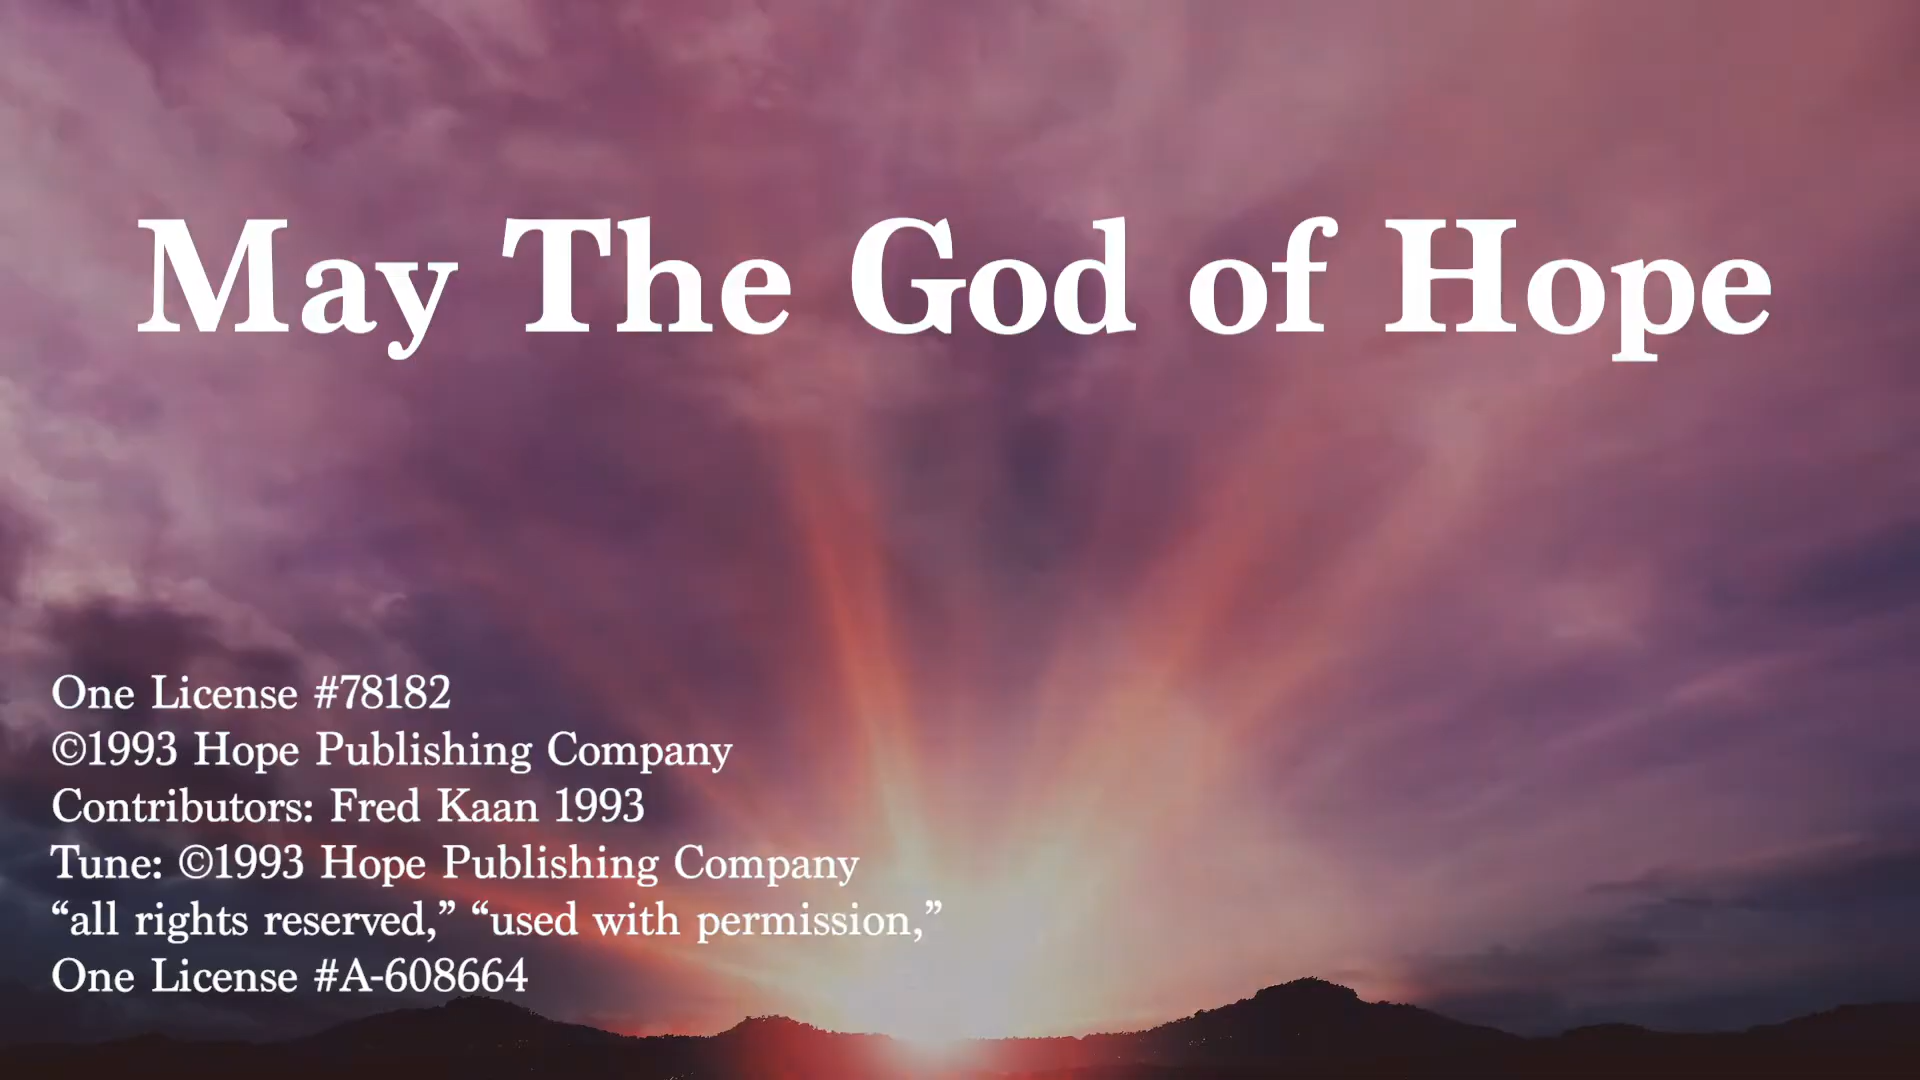 May The God of Hope
One License #78182
©1993 Hope Publishing Company
Contributors: Fred Kaan 1993
Tune: ©1993 Hope Publishing Company
“all rights reserved,” “used with permission,”
One License #A-608664